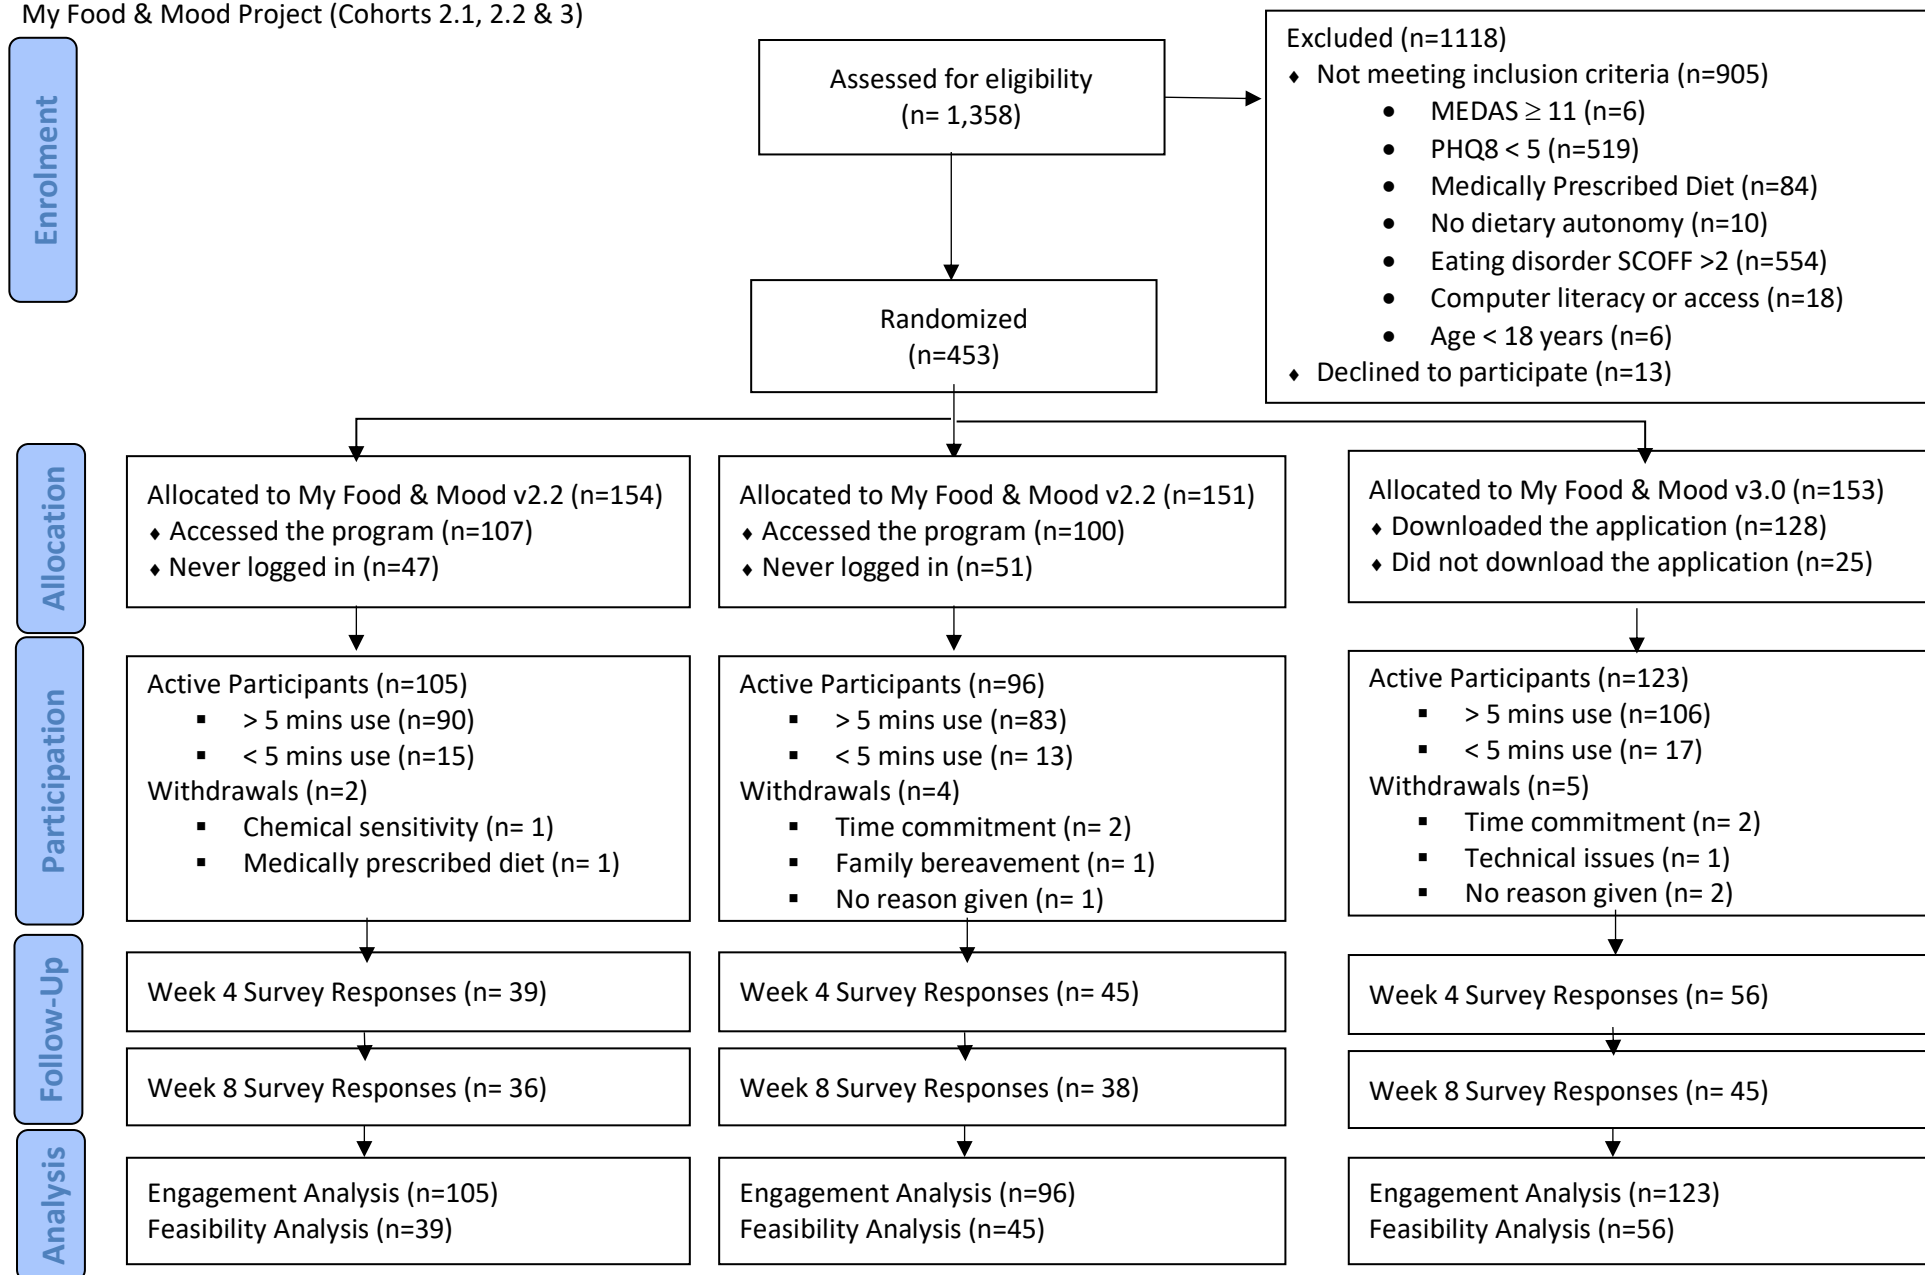 My Food & Mood Project (Cohorts 2.1, 2.2 & 3)
Enrolment
Assessed for eligibility
(n= 1,358)
Excluded (n=1118)
⬧ Not meeting inclusion criteria (n=905)
• MEDAS ≥ 11 (n=6)
• PHQ8 < 5 (n=519)
• Medically Prescribed Diet (n=84)
• No dietary autonomy (n=10)
• Eating disorder SCOFF >2 (n=554)
• Computer literacy or access (n=18)
• Age < 18 years (n=6)
⬧ Declined to participate (n=13)
Randomized
(n=453)
Allocation
Allocated to My Food & Mood v2.2 (n=154)
⬧ Accessed the program (n=107)
⬧ Never logged in (n=47)
Allocated to My Food & Mood v2.2 (n=151)
⬧ Accessed the program (n=100)
⬧ Never logged in (n=51)
Allocated to My Food & Mood v3.0 (n=153)
⬧ Downloaded the application (n=128)
⬧ Did not download the application (n=25)
Participation
Active Participants (n=105)
▪ > 5 mins use (n=90)
▪ < 5 mins use (n=15)
Withdrawals (n=2)
▪ Chemical sensitivity (n= 1)
▪ Medically prescribed diet (n= 1)
Active Participants (n=96)
▪ > 5 mins use (n=83)
▪ < 5 mins use (n= 13)
Withdrawals (n=4)
▪ Time commitment (n= 2)
▪ Family bereavement (n= 1)
▪ No reason given (n= 1)
Active Participants (n=123)
▪ > 5 mins use (n=106)
▪ < 5 mins use (n= 17)
Withdrawals (n=5)
▪ Time commitment (n= 2)
▪ Technical issues (n= 1)
▪ No reason given (n= 2)
Follow-Up
Week 4 Survey Responses (n= 39)
Week 4 Survey Responses (n= 45)
Week 4 Survey Responses (n= 56)
Week 8 Survey Responses (n= 36)
Week 8 Survey Responses (n= 38)
Week 8 Survey Responses (n= 45)
Analysis
Engagement Analysis (n=105)
Feasibility Analysis (n=39)
Engagement Analysis (n=96)
Feasibility Analysis (n=45)
Engagement Analysis (n=123)
Feasibility Analysis (n=56)